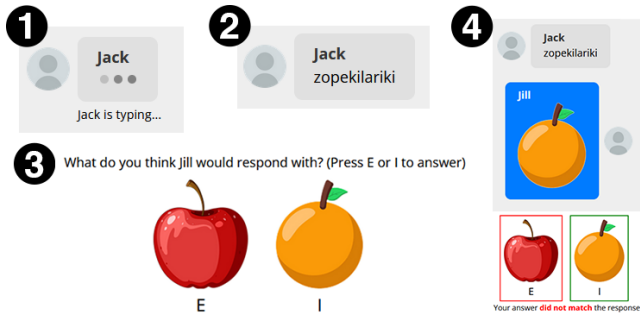 1
Jack
Jack is typing...
2
Jack
zopekilariki
3
What do you think Jill would respond with? (Press E or I to answer)
E
I
4
Jack
zopekilariki
Jill
E
I
Your answer did not match the response